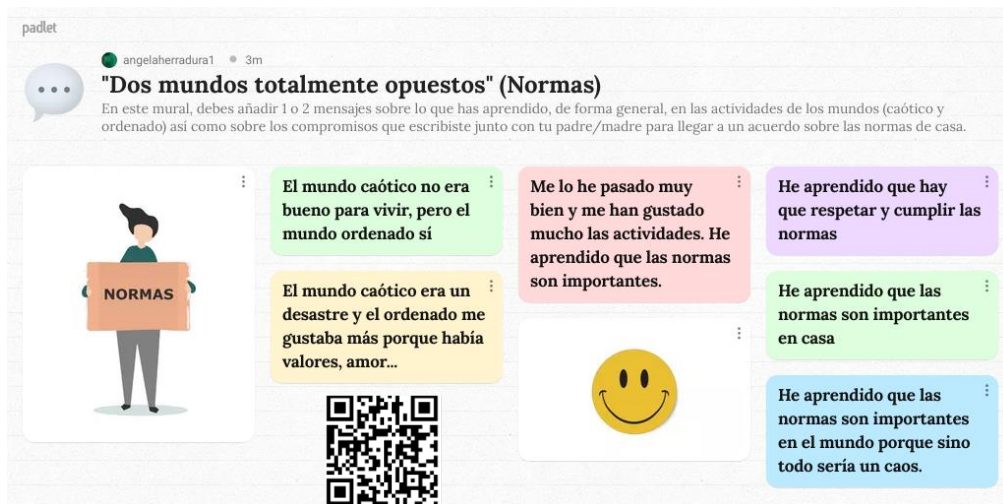 padlet
angelaherradura1 • 3m
"Dos mundos totalmente opuestos" (Normas)
En este mural, debes añadir 1 o 2 mensajes sobre lo que has aprendido, de forma general, en las actividades de los mundos (caótico y
ordenado) así como sobre los compromisos que escribiste junto con tu padre/madre para llegar a un acuerdo sobre las normas de casa.
NORMAS
El mundo caótico no era
bueno para vivir, pero el
mundo ordenado sí
El mundo caótico era un
desastre y el ordenado me
gustaba más porque había
valores, amor...
Me lo he pasado muy
bien y me han gustado
mucho las actividades. He
aprendido que las normas
son importantes.
He aprendido que hay
que respetar y cumplir las
normas
He aprendido que las
normas son importantes
en casa
He aprendido que las
normas son importantes
en el mundo porque sino
todo sería un caos.